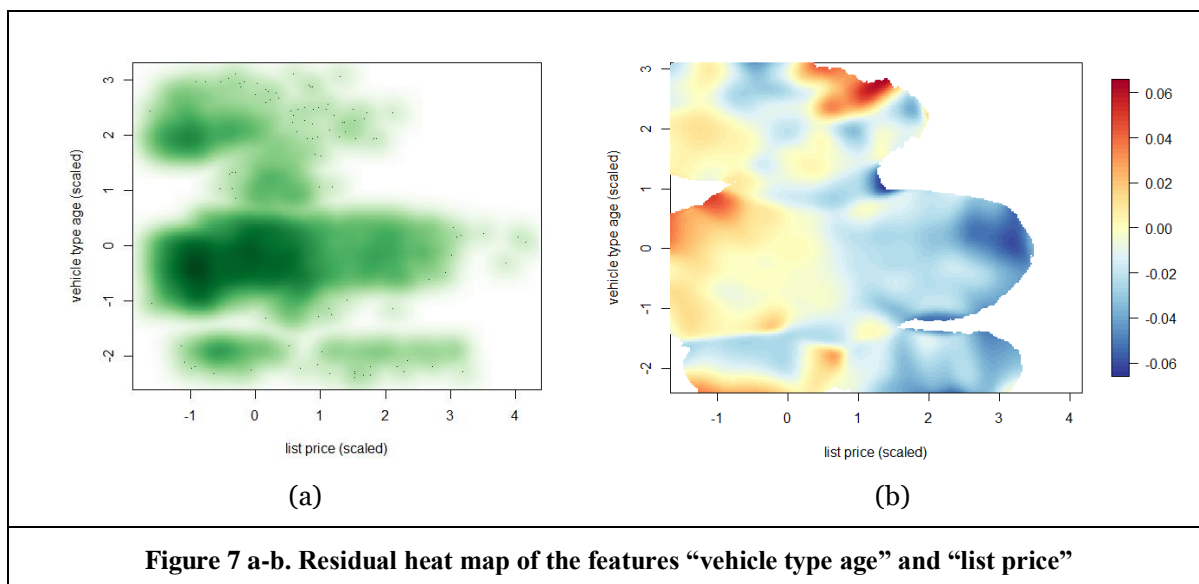 3
2
1
0
-1
-2
vehicle type age (scaled)
-1 0 1 2 3 4
list price (scaled)
(a)
3
2
1
0
-1
-2
vehicle type age (scaled)
-1 0 1 2 3 4
list price (scaled)
0.06
0.04
0.02
0.00
-0.02
-0.04
-0.06
(b)
Figure 7 a-b. Residual heat map of the features “vehicle type age” and “list price”